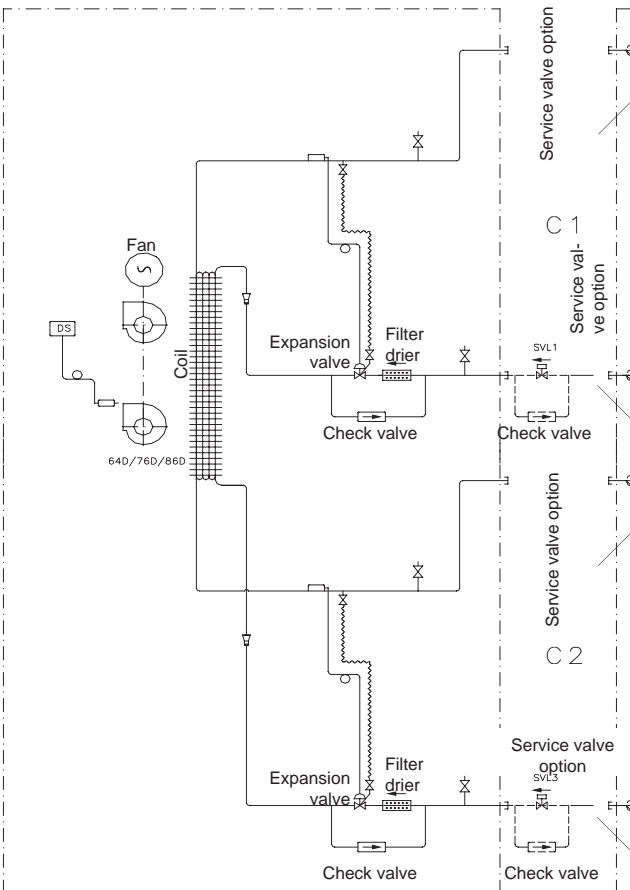 Service valve option
C 1
Service val-
ve option
Fan
S
DS
Coil
64D/76D/86D
Expansion
valve
Filter
drier
SVL1
Check valve
Check valve
Service valve option
C 2
Service valve
option
SVL3
Expansion
valve
Filter
drier
Check valve
Check valve